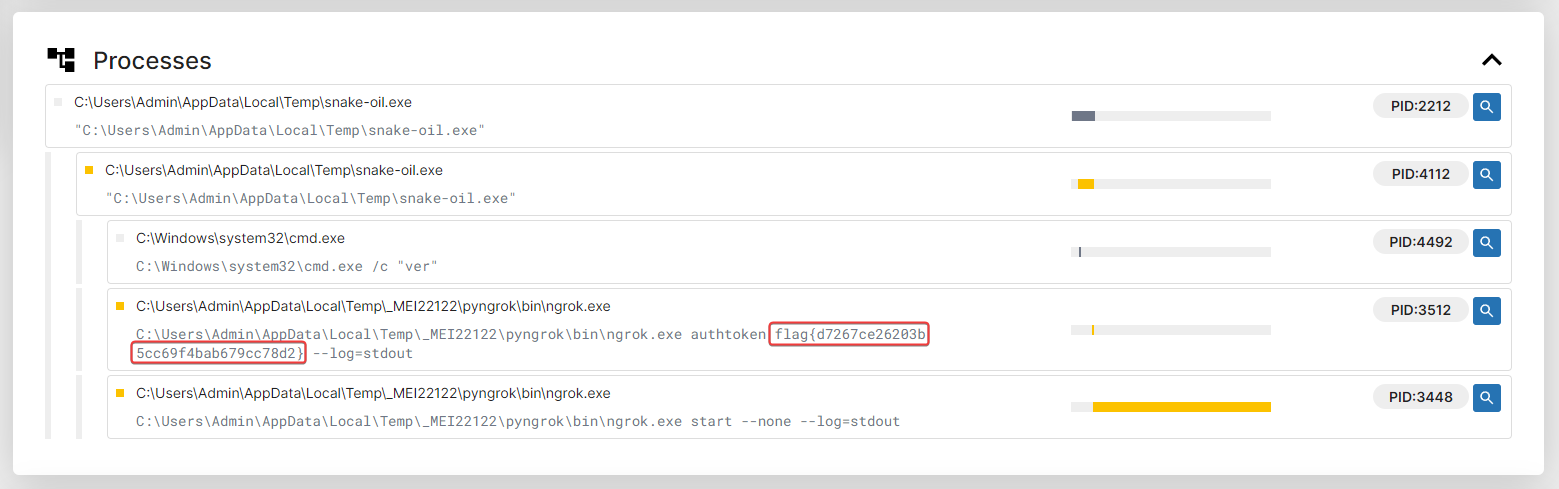 Processes
C:\Users\Admin\AppData\Local\Temp\snake-oil.exe
"C:\Users\Admin\AppData\Local\Temp\snake-oil.exe"
PID:2212
C:\Users\Admin\AppData\Local\Temp\snake-oil.exe
"C:\Users\Admin\AppData\Local\Temp\snake-oil.exe"
PID:4112
C:\Windows\system32\cmd.exe
C:\Windows\system32\cmd.exe /c "ver"
PID:4492
C:\Users\Admin\AppData\Local\Temp\_MEI22122\pyngrok\bin\ngrok.exe
C:\Users\Admin\AppData\Local\Temp\_MEI22122\pyngrok\bin\ngrok.exe authtoken flag{d7267ce26203b
5cc69f4bab679cc78d2} --log=stdout
PID:3512
C:\Users\Admin\AppData\Local\Temp\_MEI22122\pyngrok\bin\ngrok.exe
C:\Users\Admin\AppData\Local\Temp\_MEI22122\pyngrok\bin\ngrok.exe start --none --log=stdout
PID:3448